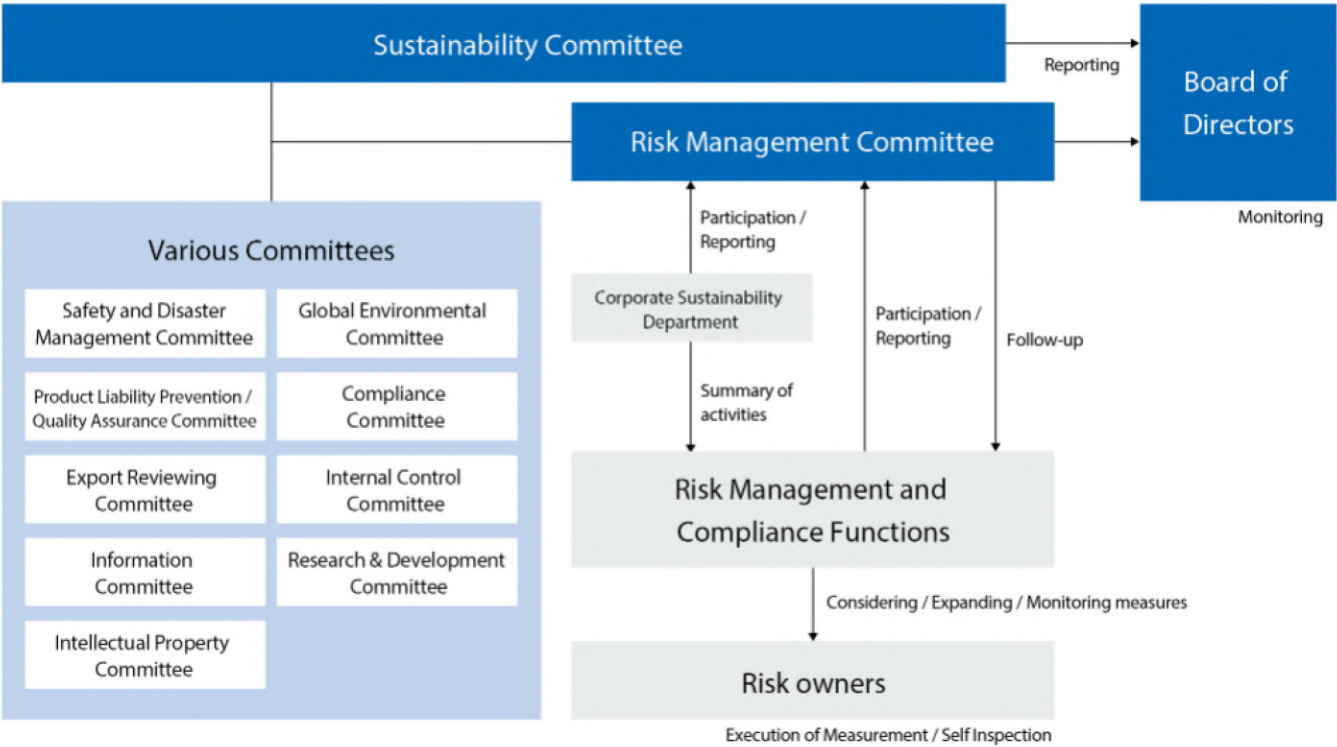 Sustainability Committee
Reporting
Board of
Directors
Monitoring
Risk Management Committee
Various Committees
Safety and Disaster
Management Committee
Global Environmental
Committee
Product Liability Prevention /
Quality Assurance Committee
Compliance
Committee
Export Reviewing
Committee
Internal Control
Committee
Information
Committee
Research & Development
Committee
Intellectual Property
Committee
Participation /
Reporting
Corporate Sustainability
Department
Summary of
activities
Participation /
Reporting
Follow-up
Risk Management and
Compliance Functions
Considering / Expanding / Monitoring measures
Risk owners
Execution of Measurement / Self Inspection